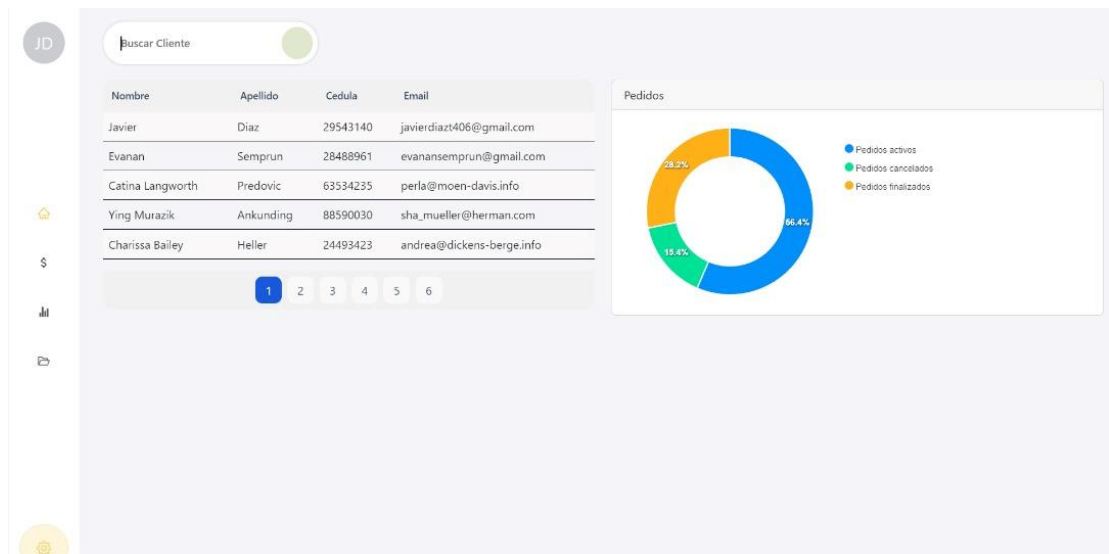 JD
Buscar Cliente
Nombre Apellido Cedula Email
Javier Diaz 29543140 javierdiazt406@gmail.com
Evanan Semprun 28488961 evanansemprun@gmail.com
Catina Langworth Predovic 63534235 perla@moen-davis.info
Ying Murazik Ankunding 88590030 sha_mueller@herman.com
Charissa Bailey Heller 24493423 andrea@dickens-berge.info
1 2 3 4 5 6
Pedidos
28.2%
15.4%
56.4%
Pedidos activos
Pedidos cancelados
Pedidos finalizados
$